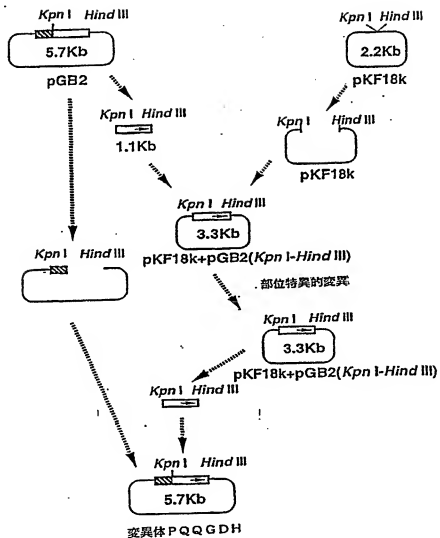 Kpn I Hind III
5.7Kb
pGB2
Kpn I Hind III
2.2Kb
pKF18k
Kpn I Hind III
1.1Kb
Kpn I Hind III
pKF18k
Kpn I Hind III
3.3Kb
pKF18k+pGB2(Kpn I-Hind III)
Kpn I Hind III
部位特異的変異
Kpn I Hind III
3.3Kb
pKF18k+pGB2(Kpn I-Hind III)
Kpn I Hind III
Kpn I Hind III
5.7Kb
変異体PQQGDH